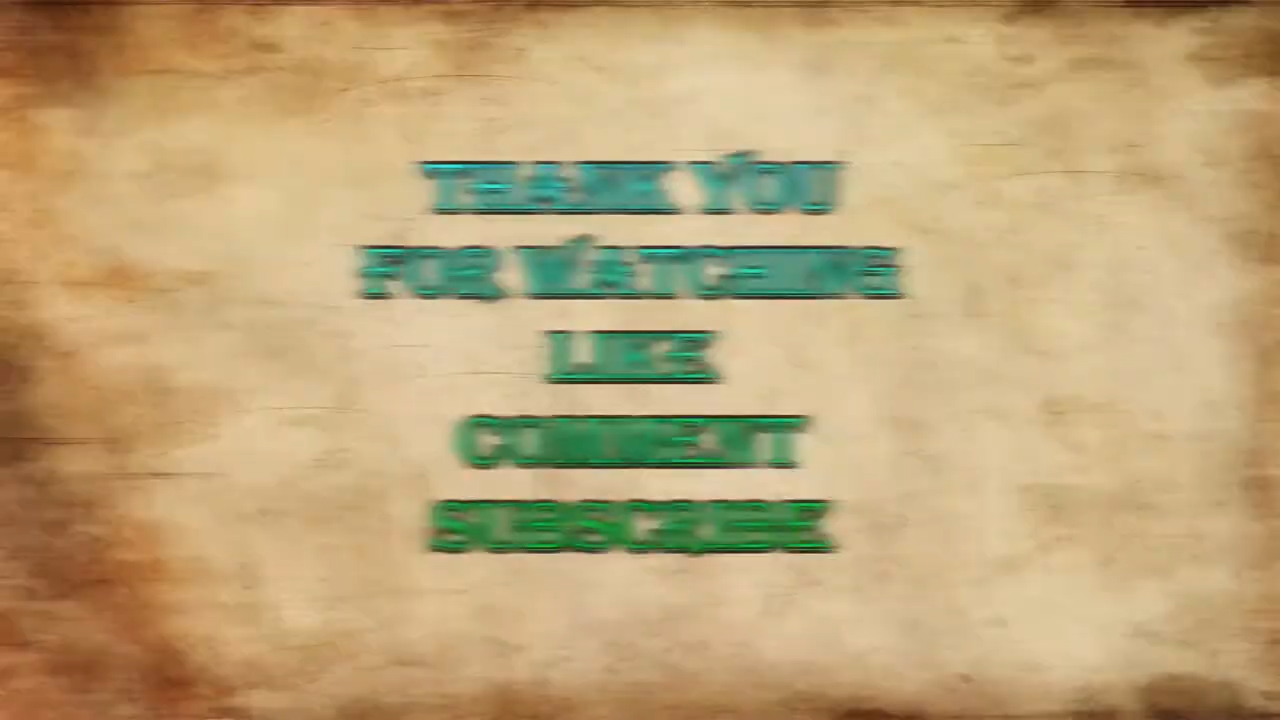 THANK YOU
FOR WATCHING
LIKE
COMMENT
SUBSCRIBE